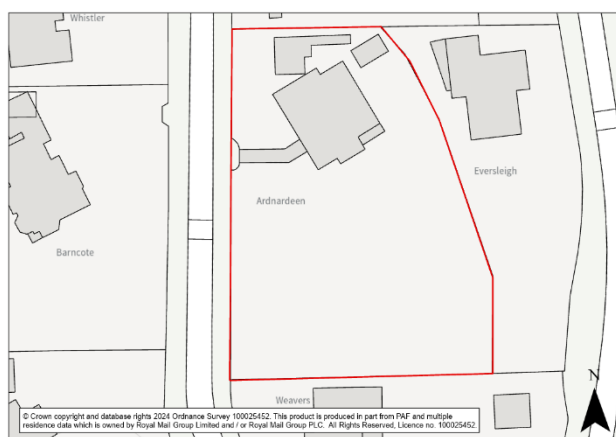 Whistler
Eversleigh
Ardnardeen
Barncote
N
Weavers
© Crown copyright and database rights 2024 Ordnance Survey 100025452. This product is produced in part from PAF and multiple
residence data which is owned by Royal Mail Group Limited and / or Royal Mail Group PLC. All Rights Reserved, Licence no. 100025452.